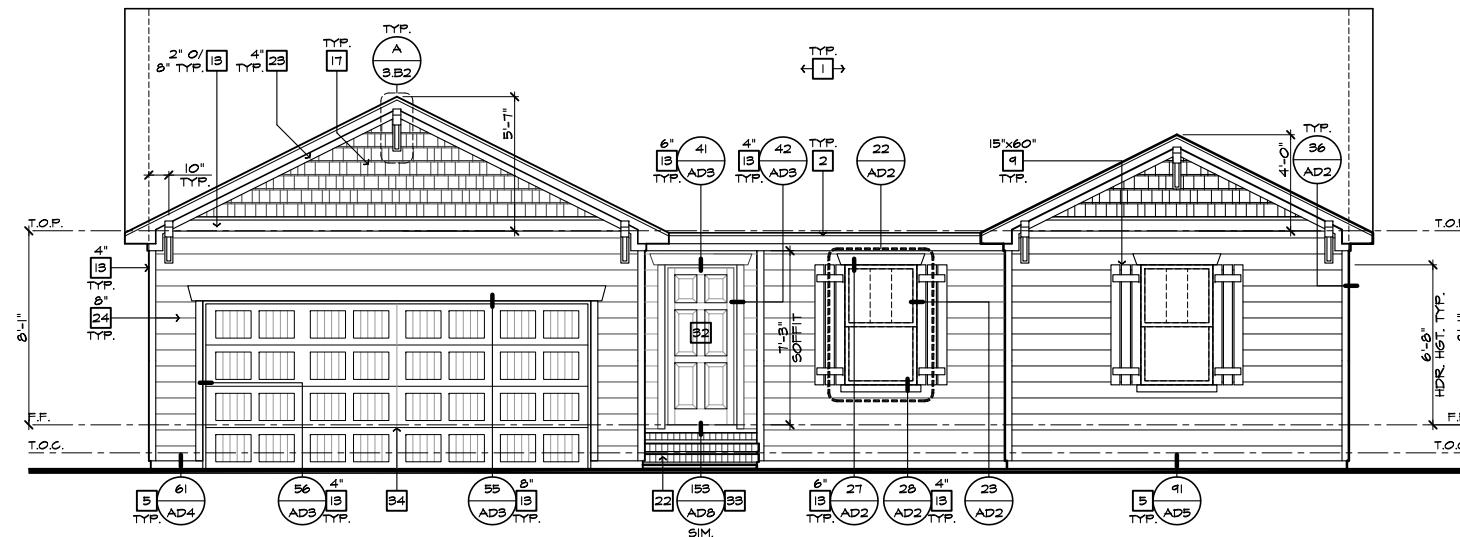 TYP.
A
3.B2
2" O/
8" TYP.
13
4"
TYP.
23
TYP.
17
TYP.
1
5'-7"
10"
TYP.
6"
13
TYP.
41
AD3
4"
13
TYP.
42
AD3
TYP.
2
22
AD2
15"x60"
9
TYP.
4'-0"
TYP.
36
AD2
T.O.P.
T.O.P.
4"
13
TYP.
8"
24
TYP.
8'-1"
32
7'-3"
SOFFIT
6'-8"
HDR. HGT. TYP.
F.F.
F.F.
T.O.C.
T.O.C.
5
TYP.
61
AD4
56
AD3
4"
13
TYP.
34
55
AD3
8"
13
TYP.
22
153
AD8
33
SIM.
6"
13
TYP.
27
AD2
28
AD2
4"
13
TYP.
23
AD2
5
TYP.
91
AD5